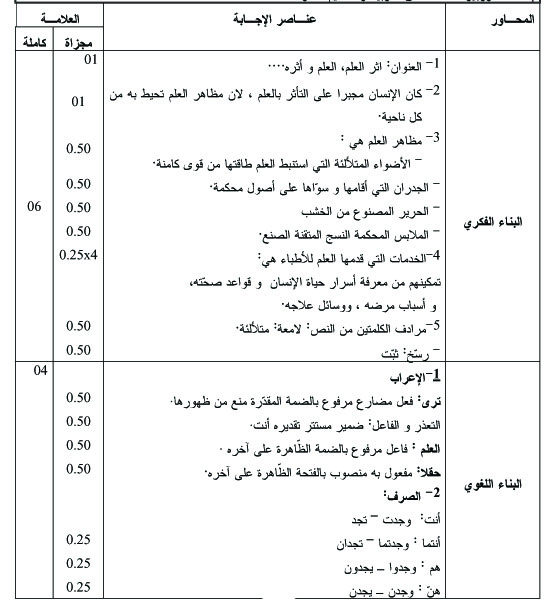 المحــاور عنــاصر الإجــابة العلامــة
مجزأة كاملة
1- العنوان: اثر العلم، العلم و أثره.... 01
2- كان الإنسان مجبرا على التأثر بالعلم ، لان مظاهر العلم تحيط به من 01
كل ناحية.
3- مظاهر العلم هي :
- الأضواء المتلألئة التي استنبط العلم طاقتها من قوى كامنة. 0.50
- الجدران التي أقامها و سوّاها على أصول محكمة. 0.50
البناء الفكري - الحرير المصنوع من الخشب 0.50 06
- الملابس المحكمة النسج المتقنة الصنع. 0.50
4-الخدمات التي قدمها العلم للأطباء هي: 0.25x4
تمكينهم من معرفة أسرار حياة الإنسان و قواعد صحّته،
و أسباب مرضه ، ووسائل علاجه.
5-مرادف الكلمتين من النص: لامعة: متلألئة. 0.50
- رسّخ: ثبّت 0.50
1-الإعراب 04
ترى: فعل مضارع مرفوع بالضمة المقدّرة منع من ظهورها. 0.50
التعذر و الفاعل: ضمير مستتر تقديره أنت. 0.50
العلم : فاعل مرفوع بالضمة الظّاهرة على آخره . 0.50
حقلا: مفعول به منصوب بالفتحة الظّاهرة على آخره. 0.50
البناء اللغوي
2- الصرف:
أنت: وجدت – تجد
أنتما : وجدتما – تجدان 0.25
هم : وجدوا – يجدون 0.25
هنّ : وجدن – يجدن 0.25